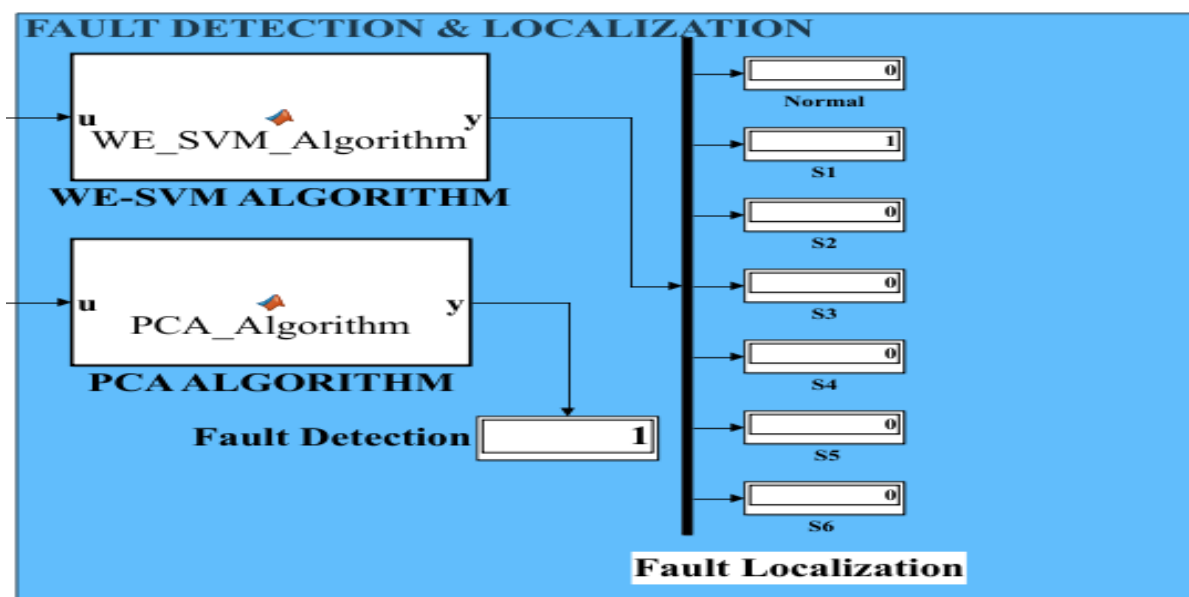 FAULT DETECTION & LOCALIZATION
u
y
WE_SVM_Algorithm
WE-SVM ALGORITHM
u
y
PCA_Algorithm
PCA ALGORITHM
Fault Detection
1
0
Normal
1
S1
0
S2
0
S3
0
S4
0
S5
0
S6
Fault Localization